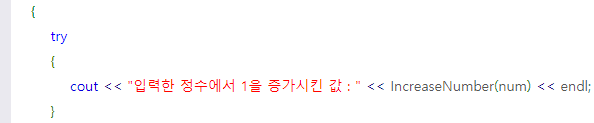 {
try
{
cout << "입력한 정수에서 1을 증가시킨 값 : " << IncreaseNumber(num) << endl;
}